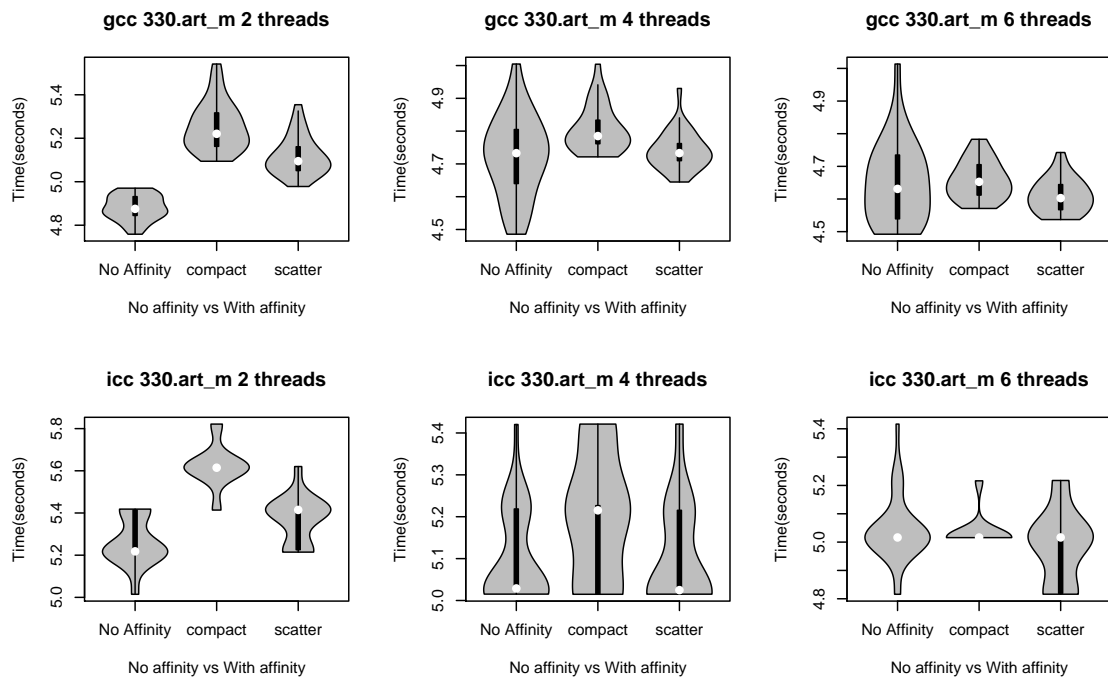 gcc 330.art_m 2 threads
Time(seconds)
5.4
5.2
5.0
4.8
No Affinity compact scatter
No affinity vs With affinity
gcc 330.art_m 4 threads
Time(seconds)
4.9
4.7
4.5
No Affinity compact scatter
No affinity vs With affinity
gcc 330.art_m 6 threads
Time(seconds)
4.9
4.7
4.5
No Affinity compact scatter
No affinity vs With affinity
icc 330.art_m 2 threads
Time(seconds)
5.8
5.6
5.4
5.2
5.0
No Affinity compact scatter
No affinity vs With affinity
icc 330.art_m 4 threads
Time(seconds)
5.4
5.3
5.2
5.1
5.0
No Affinity compact scatter
No affinity vs With affinity
icc 330.art_m 6 threads
Time(seconds)
5.4
5.2
5.0
4.8
No Affinity compact scatter
No affinity vs With affinity